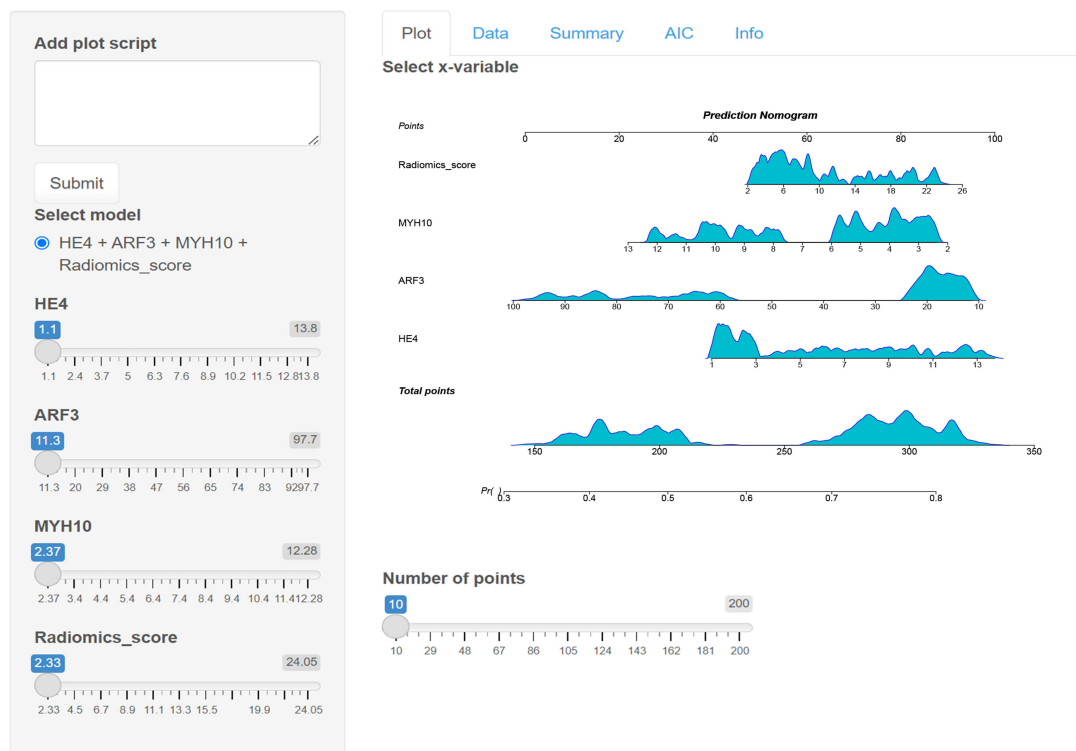 Add plot script
Submit
Select model
HE4 + ARF3 + MYH10 +
Radiomics_score
HE4
1.1 13.8
1.1 2.4 3.7 5 6.3 7.6 8.9 10.2 11.5 12.813.8
ARF3
11.3 97.7
11.3 20 29 38 47 56 65 74 83 9297.7
MYH10
2.37 12.28
2.37 3.4 4.4 5.4 6.4 7.4 8.4 9.4 10.4 11.412.28
Radiomics_score
2.33 24.05
2.33 4.5 6.7 8.9 11.1 13.3 15.5 19.9 24.05
Plot Data Summary AIC Info
Select x-variable
Prediction Nomogram
Points
0 20 40 60 80 100
Radiomics_score
2 6 10 14 18 22 26
MYH10
13 12 11 10 9 8 7 6 5 4 3 2
ARF3
100 90 80 70 60 50 40 30 20 10
HE4
1 3 5 7 9 11 13
Total points
150 200 250 300 350
Pr( )
0.3 0.4 0.5 0.6 0.7 0.8
Number of points
10 200
10 29 48 67 86 105 124 143 162 181 200